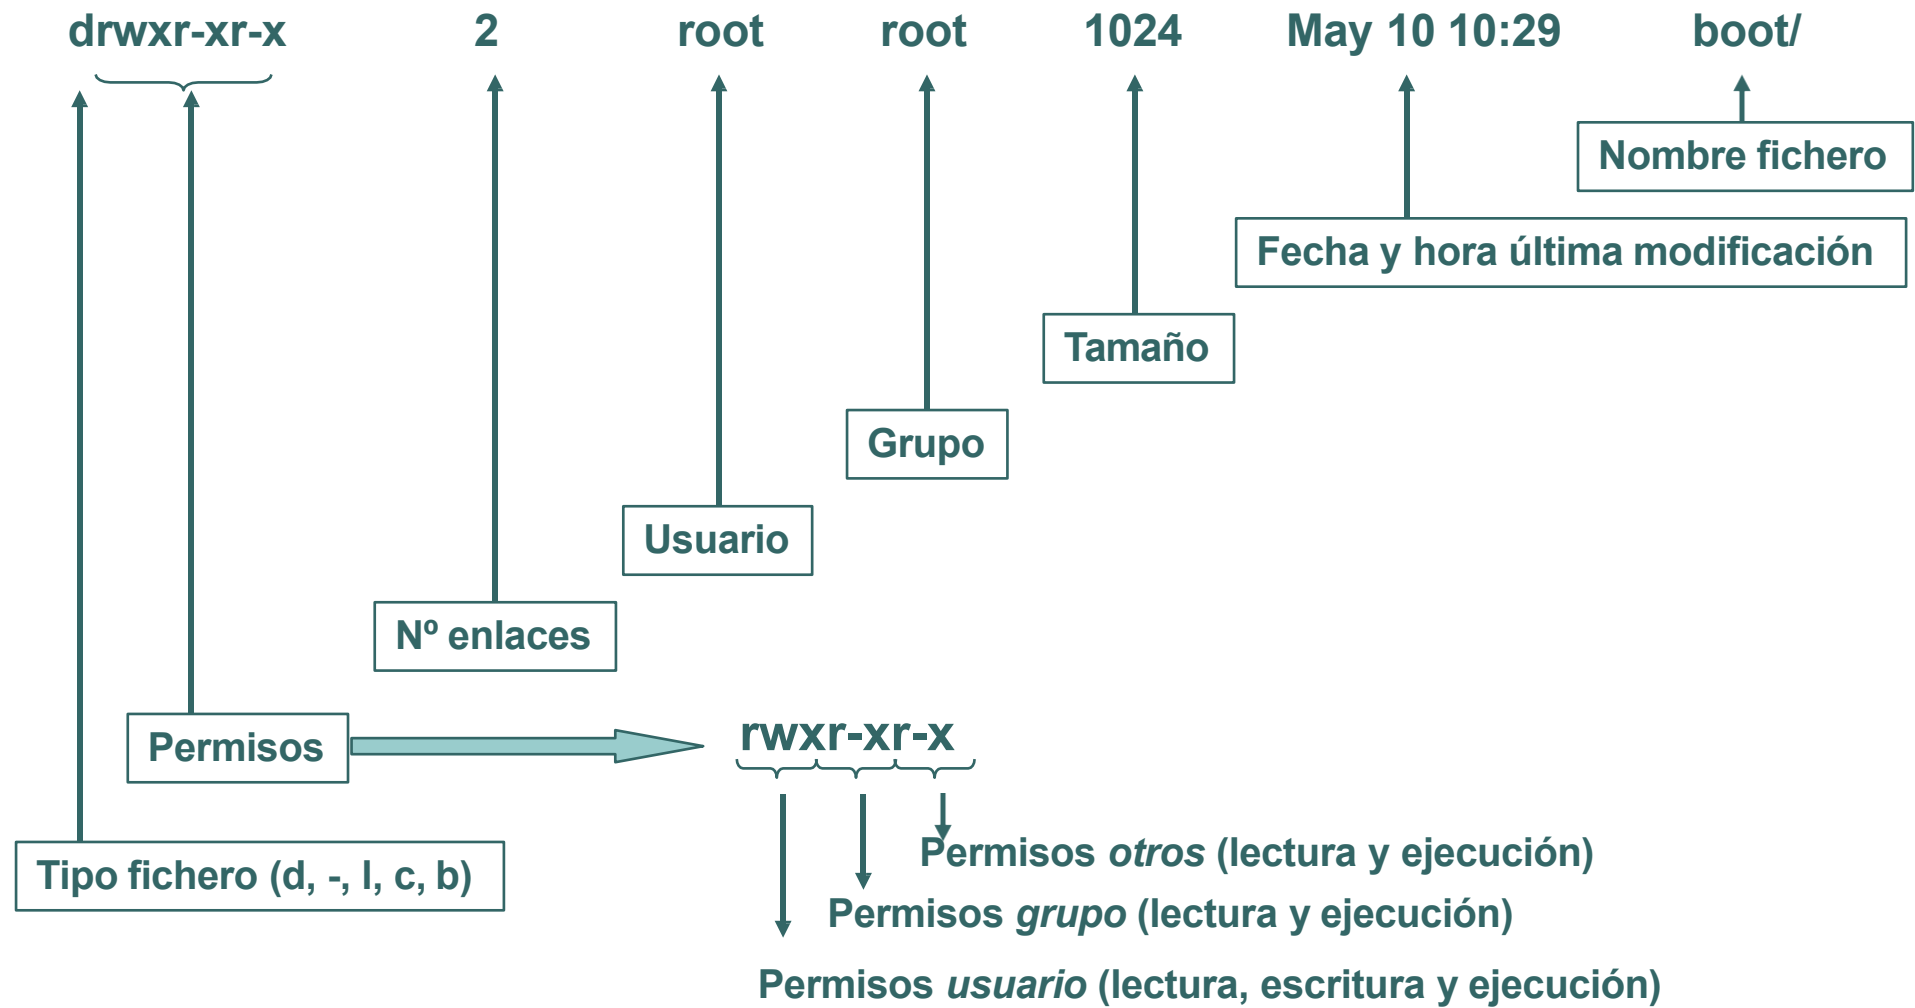 drwxr-xr-x 2 root root 1024 May 10 10:29 boot/
Nombre fichero
Fecha y hora última modificación
Tamaño
Grupo
Usuario
Nº enlaces
Permisos
rwxr-xr-x
Tipo fichero (d, -, l, c, b)
Permisos otros (lectura y ejecución)
Permisos grupo (lectura y ejecución)
Permisos usuario (lectura, escritura y ejecución)